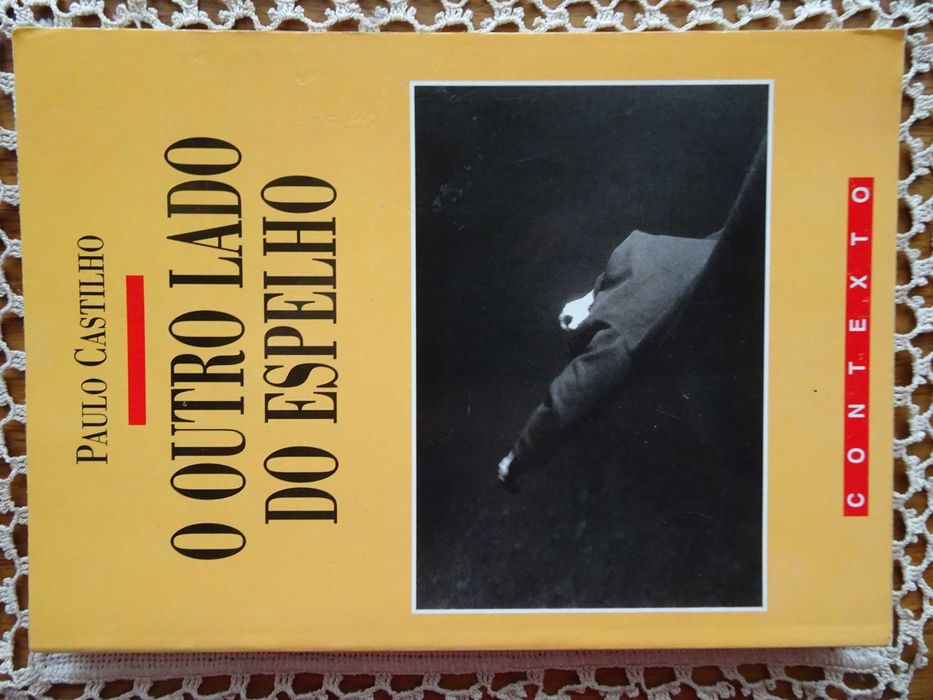 PAULO CASTILHO
O OUTRO LADO
DO ESPELHO
CONTEXTO